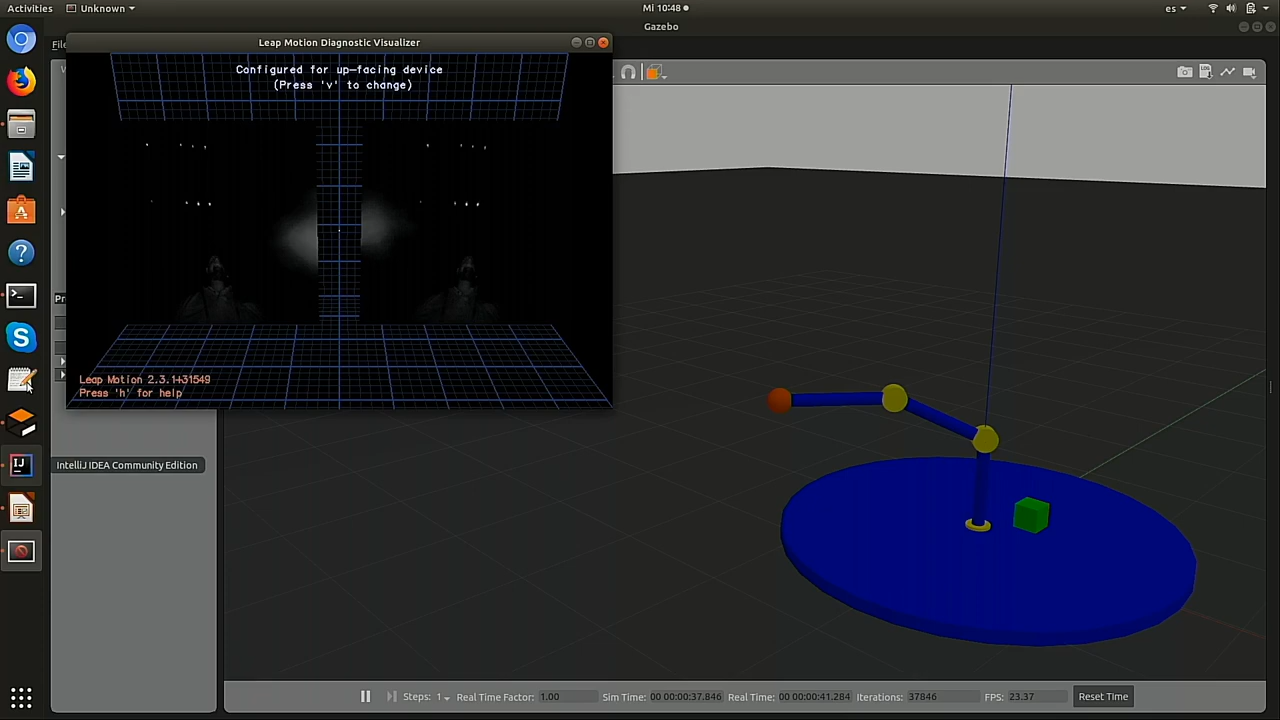 Activities
Unknown
Mi 10:48
es
Gazebo
File
Leap Motion Diagnostic Visualizer
Configured for up-facing device
(Press 'v' to change)
Leap Motion 2.3.1+31549
Press 'h' for help
IntelliJ IDEA Community Edition
Steps: 1
Real Time Factor: 1.00
Sim Time: 00 00:00:37.846
Real Time: 00 00:00:41.284
Iterations: 37846
FPS: 23.37
Reset Time